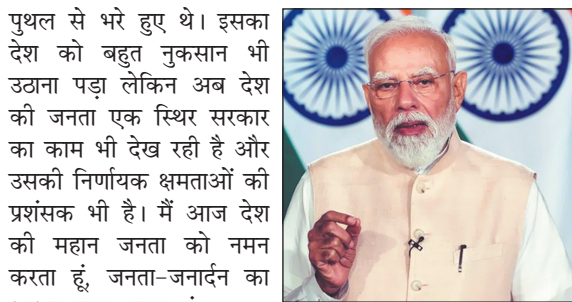 पुथल से भरे हुए थे। इसका
देश को बहुत नुकसान भी
उठाना पड़ा लेकिन अब देश
की जनता एक स्थिर सरकार
का काम भी देख रही है और
उसकी निर्णायक क्षमताओं की
प्रशंसक भी है। मैं आज देश
की महान जनता को नमन
करता हूं, जनता-जनार्दन का